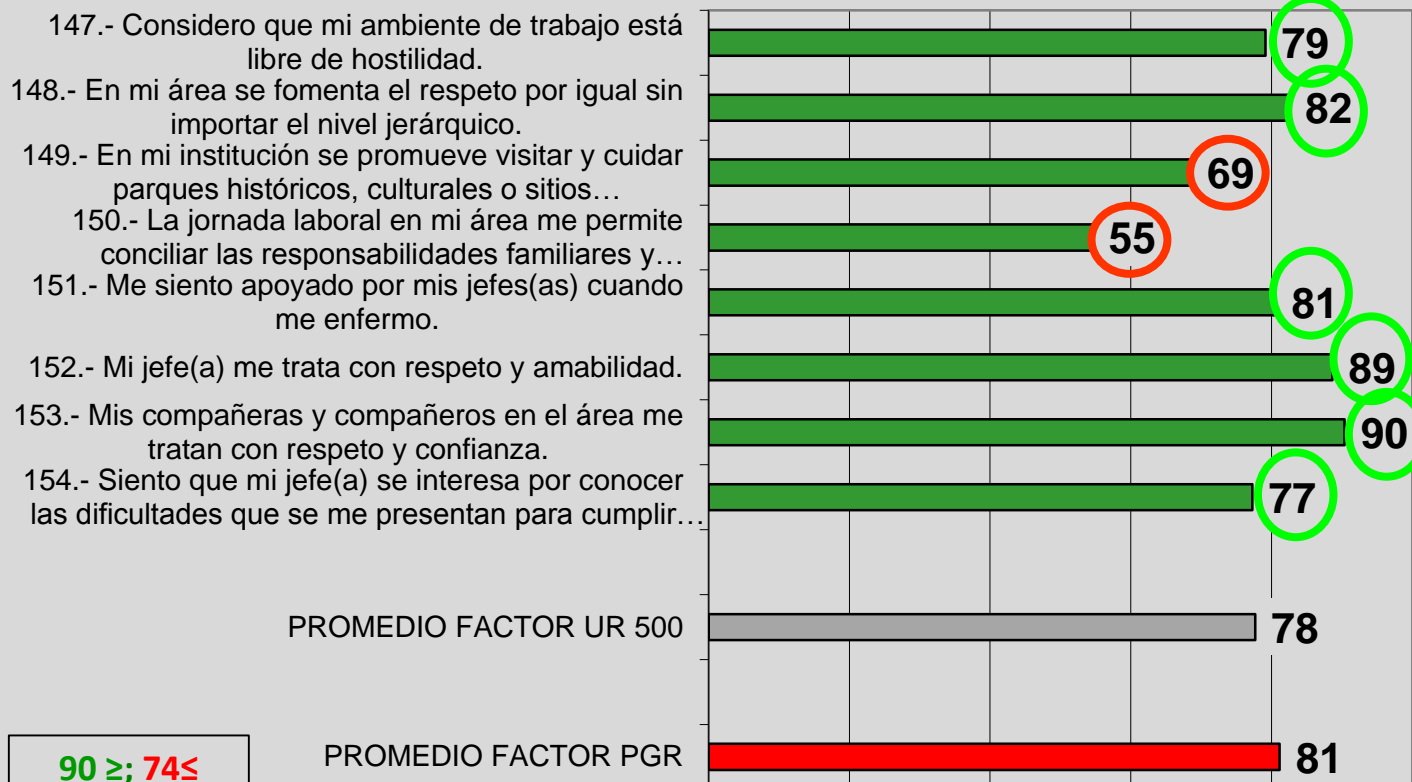 147.- Considero que mi ambiente de trabajo está
libre de hostilidad.
79
148.- En mi área se fomenta el respeto por igual sin
importar el nivel jerárquico.
82
149.- En mi institución se promueve visitar y cuidar
parques históricos, culturales o sitios…
69
150.- La jornada laboral en mi área me permite
conciliar las responsabilidades familiares y…
55
151.- Me siento apoyado por mis jefes(as) cuando
me enfermo.
81
152.- Mi jefe(a) me trata con respeto y amabilidad.
89
153.- Mis compañeras y compañeros en el área me
tratan con respeto y confianza.
90
154.- Siento que mi jefe(a) se interesa por conocer
las dificultades que se me presentan para cumplir…
77
PROMEDIO FACTOR UR 500
78
PROMEDIO FACTOR PGR
81
90 ≥; 74≤